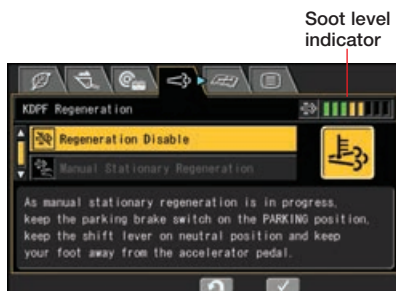 Soot level
indicator
KDPF Regeneration
Regeneration Disable
Manual Stationary Regeneration
As manual stationary regeneration is in progress,
keep the parking brake switch on the PARKING position,
keep the shift lever on neutral position and keep
your foot away from the accelerator pedal.